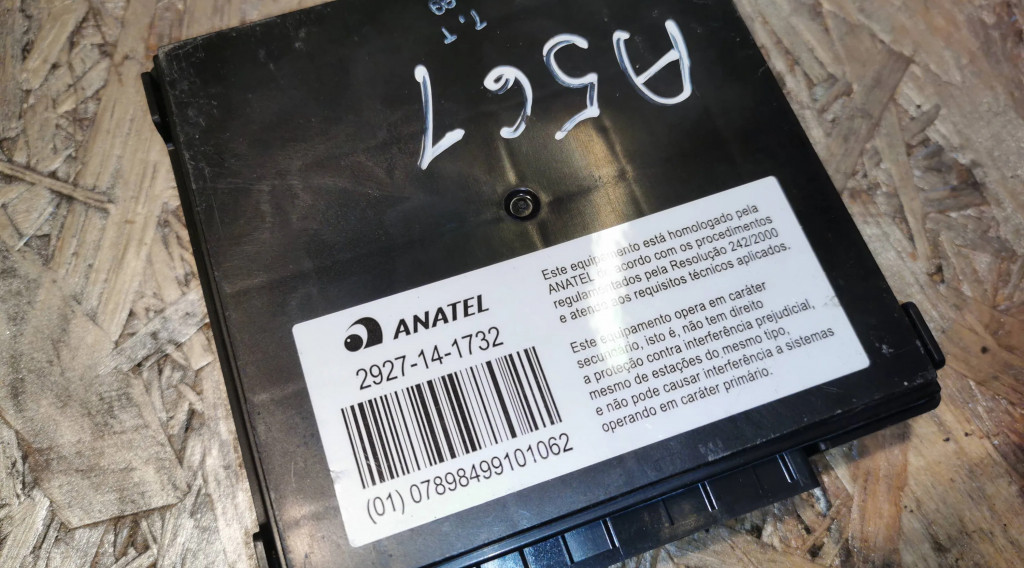 A561
ANATEL
2927-14-1732
(01) 07898499101062
Este equipamento está homologado pela
ANATEL, de acordo com os procedimentos
regulamentados pela Resolução 242/2000
e atende aos requisitos técnicos aplicados.
Este equipamento opera em caráter
secundário, isto é, não tem direito
a proteção contra interferência prejudicial,
mesmo de estações do mesmo tipo,
e não pode causar interferência a sistemas
operando em caráter primário.